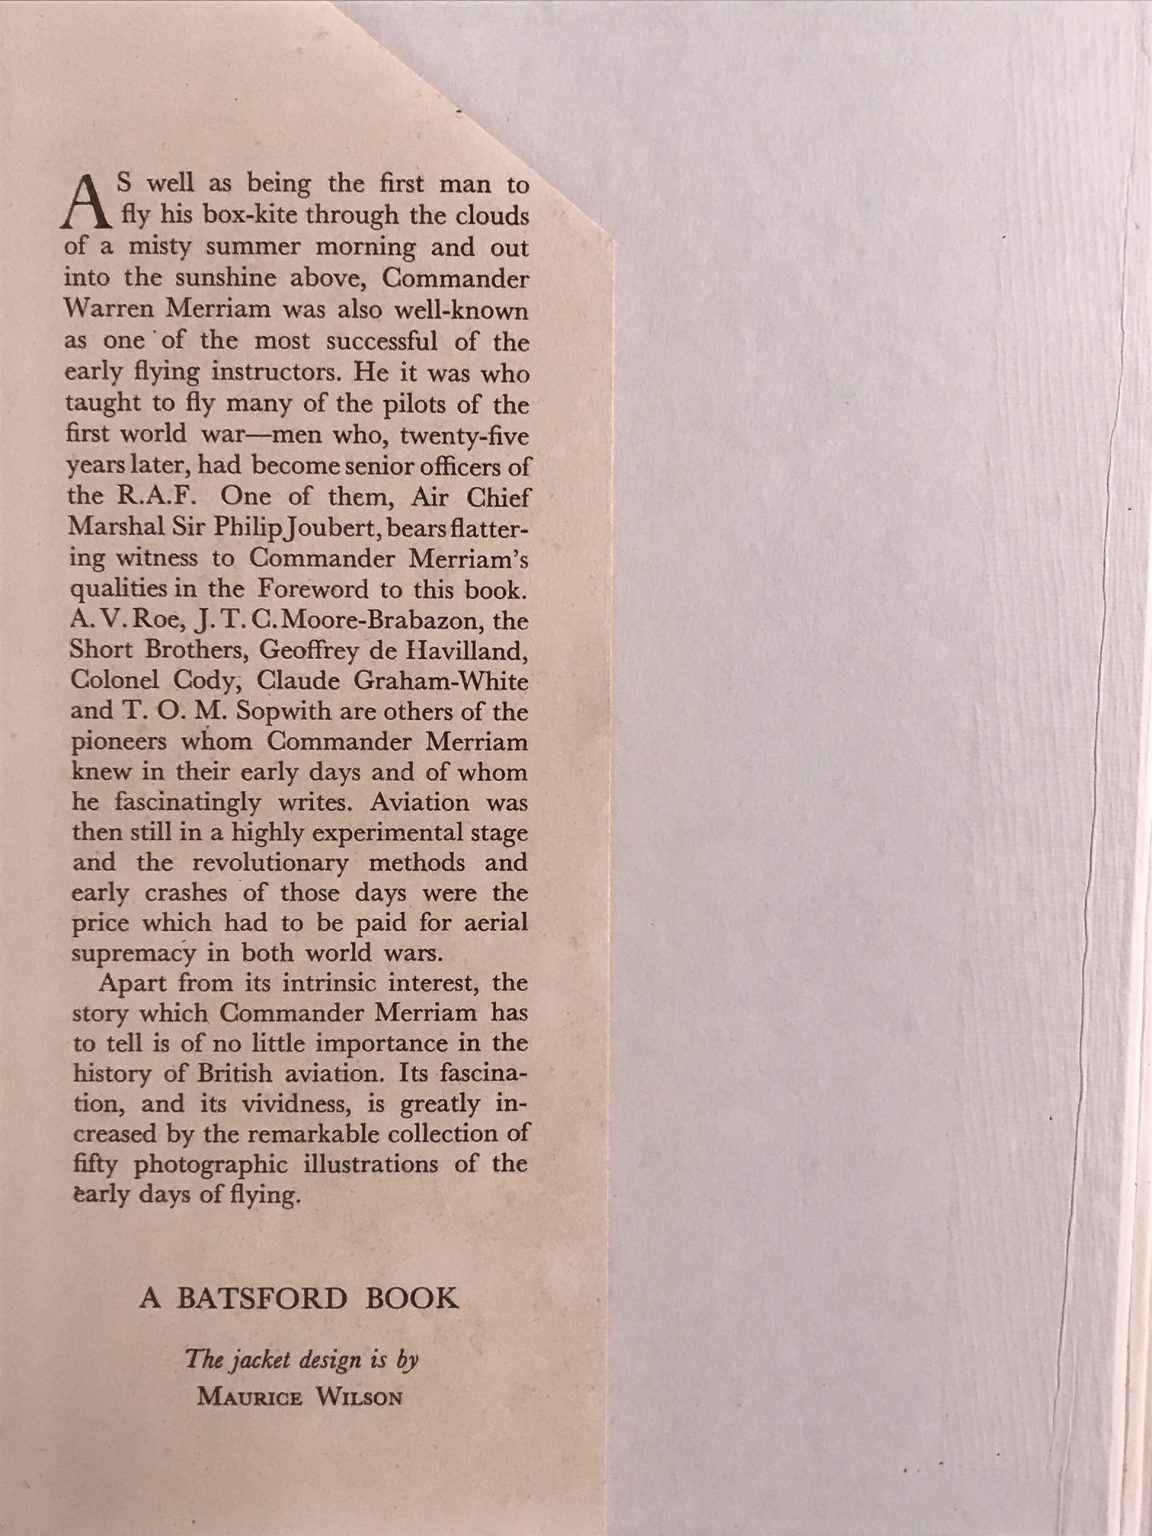 AS well as being the first man to
fly his box-kite through the clouds
of a misty summer morning and out
into the sunshine above, Commander
Warren Merriam was also well-known
as one of the most successful of the
early flying instructors. He it was who
taught to fly many of the pilots of the
first world war—men who, twenty-five
years later, had become senior officers of
the R.A.F. One of them, Air Chief
Marshal Sir Philip Joubert, bears flatter-
ing witness to Commander Merriam's
qualities in the Foreword to this book.
A. V. Roe, J. T. C. Moore-Brabazon, the
Short Brothers, Geoffrey de Havilland,
Colonel Cody, Claude Graham-White
and T. O. M. Sopwith are others of the
pioneers whom Commander Merriam
knew in their early days and of whom
he fascinatingly writes. Aviation was
then still in a highly experimental stage
and the revolutionary methods and
early crashes of those days were the
price which had to be paid for aerial
supremacy in both world wars.
Apart from its intrinsic interest, the
story which Commander Merriam has
to tell is of no little importance in the
history of British aviation. Its fascina-
tion, and its vividness, is greatly in-
creased by the remarkable collection of
fifty photographic illustrations of the
early days of flying.
A BATSFORD BOOK
The jacket design is by
MAURICE WILSON